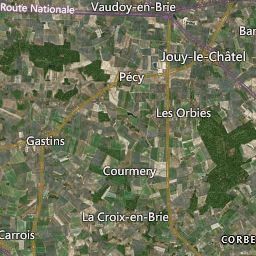 Route Nationale
Vaudoy-en-Brie
Ba
Jouy-le-Châtel
Pécy
Les Orbies
Gastins
Courmery
La Croix-en-Brie
Carrois
CORBE